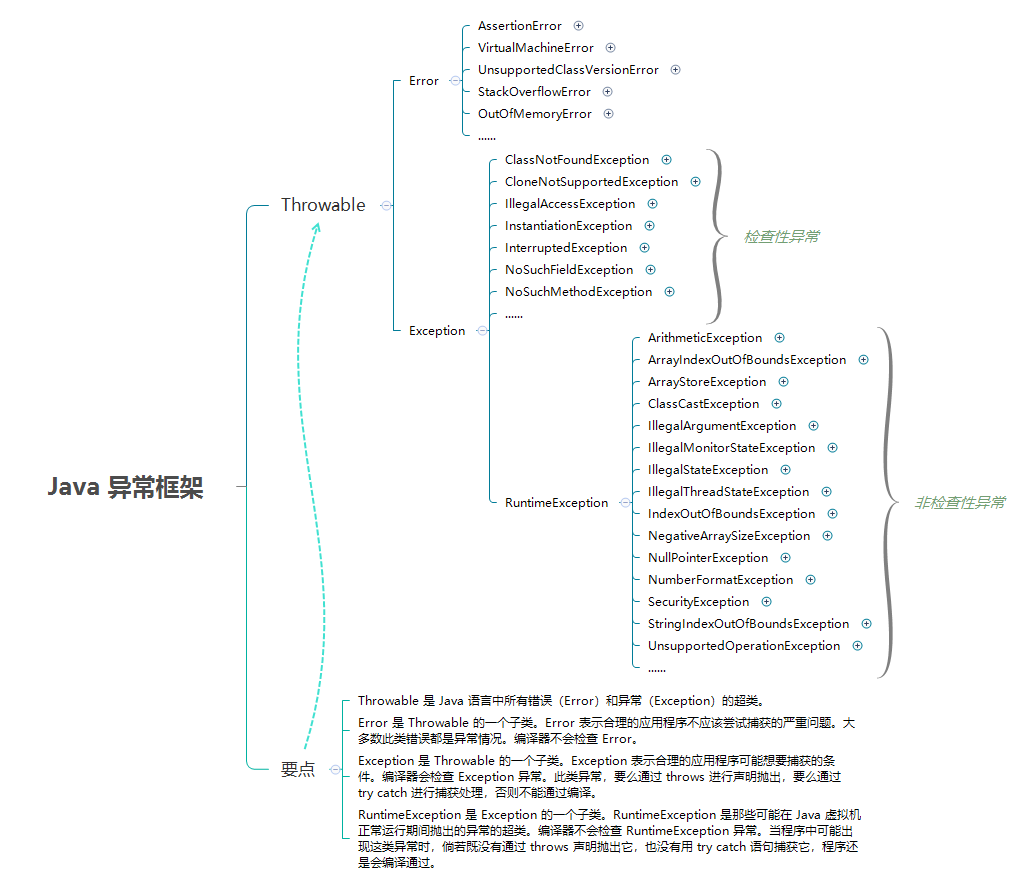 Java 异常框架
Throwable
Error
AssertionError
VirtualMachineError
UnsupportedClassVersionError
StackOverflowError
OutOfMemoryError
......
Exception
ClassNotFoundException
CloneNotSupportedException
IllegalAccessException
InstantiationException
InterruptedException
NoSuchFieldException
NoSuchMethodException
......
检查性异常
RuntimeException
ArithmeticException
ArrayIndexOutOfBoundsException
ArrayStoreException
ClassCastException
IllegalArgumentException
IllegalMonitorStateException
IllegalStateException
IllegalThreadStateException
IndexOutOfBoundsException
NegativeArraySizeException
NullPointerException
NumberFormatException
SecurityException
StringIndexOutOfBoundsException
UnsupportedOperationException
......
非检查性异常
要点
Throwable 是 Java 语言中所有错误（Error）和异常（Exception）的超类。
Error 是 Throwable 的一个子类。Error 表示合理的应用程序不应该尝试捕获的严重问题。大
多数此类错误都是异常情况。编译器不会检查 Error。
Exception 是 Throwable 的一个子类。Exception 表示合理的应用程序可能想要捕获的条
件。编译器会检查 Exception 异常。此类异常，要么通过 throws 进行声明抛出，要么通过
try catch 进行捕获处理，否则不能通过编译。
RuntimeException 是 Exception 的一个子类。RuntimeException 是那些可能在 Java 虚拟机
正常运行期间抛出的异常的超类。编译器不会检查 RuntimeException 异常。当程序中可能出
现这类异常时，倘若既没有通过 throws 声明抛出它，也没有用 try catch 语句捕获它，程序还
是会编译通过。